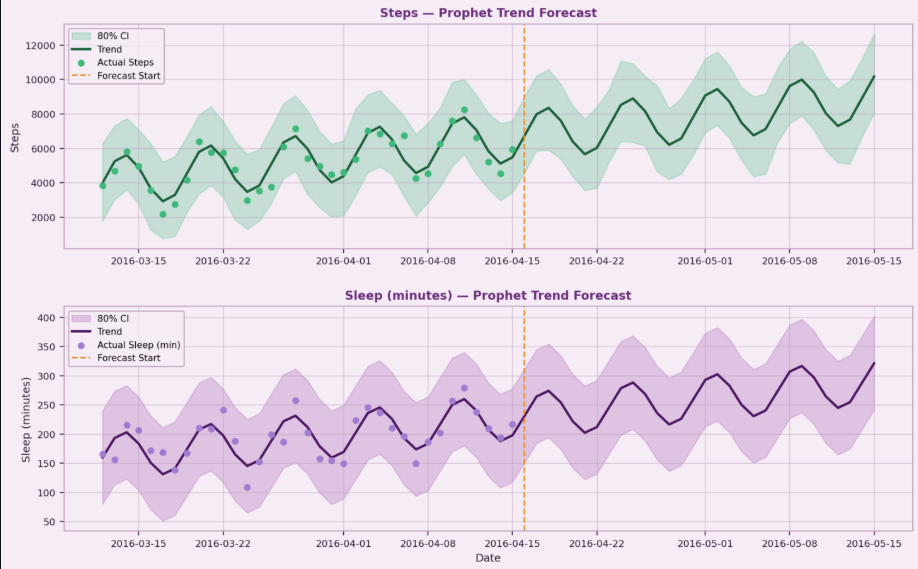 Steps — Prophet Trend Forecast
80% CI
Trend
Actual Steps
Forecast Start
12000
10000
8000
6000
4000
2000
Steps
2016-03-15 2016-03-22 2016-04-01 2016-04-08 2016-04-15 2016-04-22 2016-05-01 2016-05-08 2016-05-15
Sleep (minutes) — Prophet Trend Forecast
80% CI
Trend
Actual Sleep (min)
Forecast Start
400
350
300
250
200
150
100
50
Sleep (minutes)
2016-03-15 2016-03-22 2016-04-01 2016-04-08 2016-04-15 2016-04-22 2016-05-01 2016-05-08 2016-05-15
Date